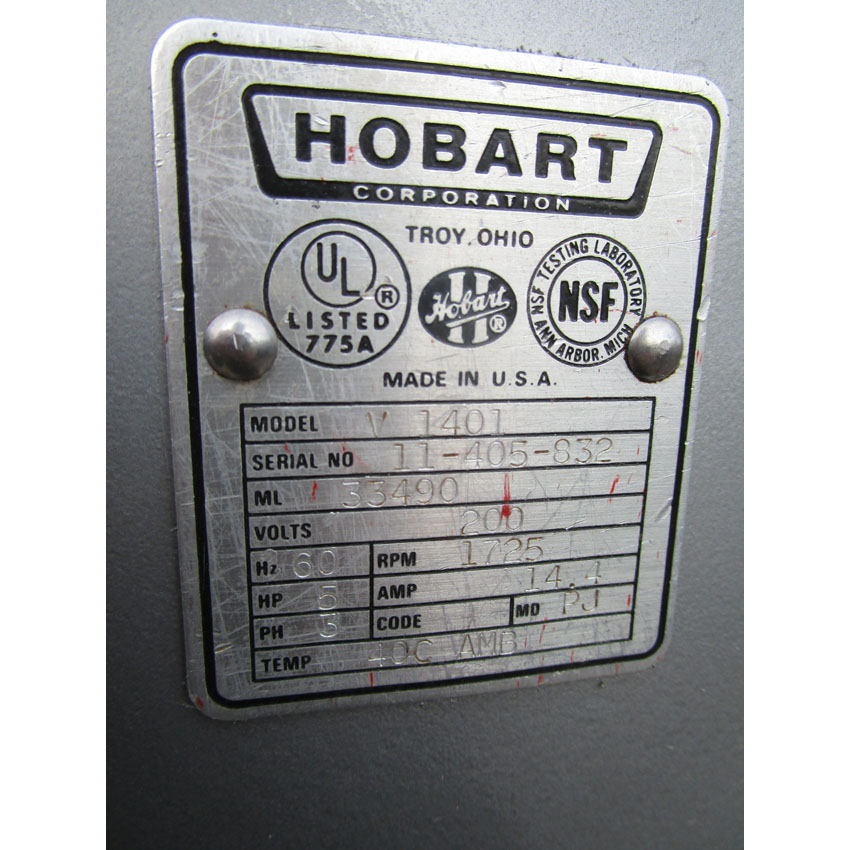 HOBART
CORPORATION
TROY, OHIO
UL ®
LISTED
775A
H
Hobart ®
NSF TESTING LABORATORY
NSF
ANN ARBOR, MICH
MADE IN U.S.A.
MODEL V 1401
SERIAL NO 11-405-832
ML 33490
VOLTS 200
Hz 60 RPM 1725
HP 5 AMP 14.4
PH 3 CODE MD PJ
TEMP 40C AMB